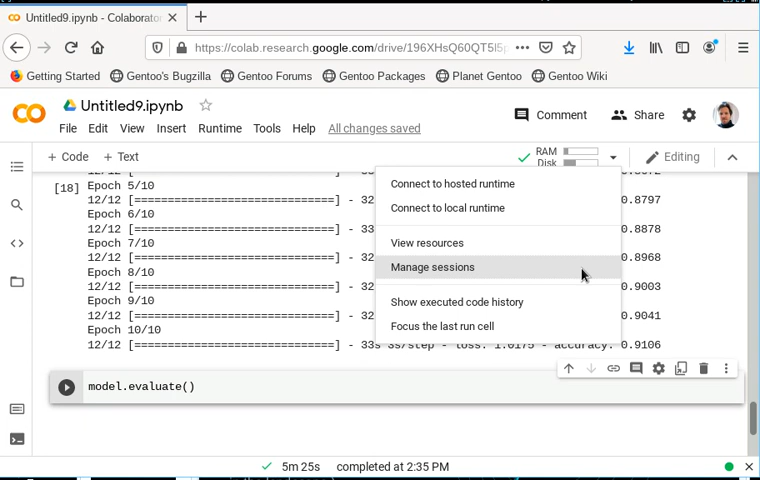 Untitled9.ipynb - Colaborator
https://colab.research.google.com/drive/196XHsQ60QT5l5p
Getting Started Gentoo's Bugzilla Gentoo Forums Gentoo Packages Planet Gentoo Gentoo Wiki
Untitled9.ipynb
Comment Share
File Edit View Insert Runtime Tools Help All changes saved
+ Code + Text RAM Disk Editing
[18]
Epoch 5/10
12/12 [==============================] - 32 0.8797
Epoch 6/10
12/12 [==============================] - 33 0.8878
Epoch 7/10
12/12 [==============================] - 32 0.8968
Epoch 8/10
12/12 [==============================] - 32 0.9003
Epoch 9/10
12/12 [==============================] - 32 0.9041
Epoch 10/10
12/12 [==============================] - 33s 3s/step - loss: 1.0175 - accuracy: 0.9106
Connect to hosted runtime
Connect to local runtime
View resources
Manage sessions
Show executed code history
Focus the last run cell
model.evaluate()
5m 25s completed at 2:35 PM